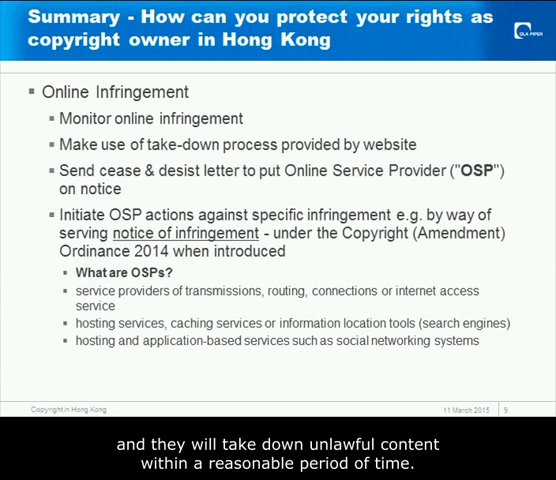 Summary - How can you protect your rights as
copyright owner in Hong Kong
DLA PIPER
▪ Online Infringement
▪ Monitor online infringement
▪ Make use of take-down process provided by website
▪ Send cease & desist letter to put Online Service Provider ("OSP")
on notice
▪ Initiate OSP actions against specific infringement e.g. by way of
serving notice of infringement - under the Copyright (Amendment)
Ordinance 2014 when introduced
▪ What are OSPs?
▪ service providers of transmissions, routing, connections or internet access
service
▪ hosting services, caching services or information location tools (search engines)
▪ hosting and application-based services such as social networking systems
Copyright in Hong Kong
11 March 2015
9
and they will take down unlawful content
within a reasonable period of time.